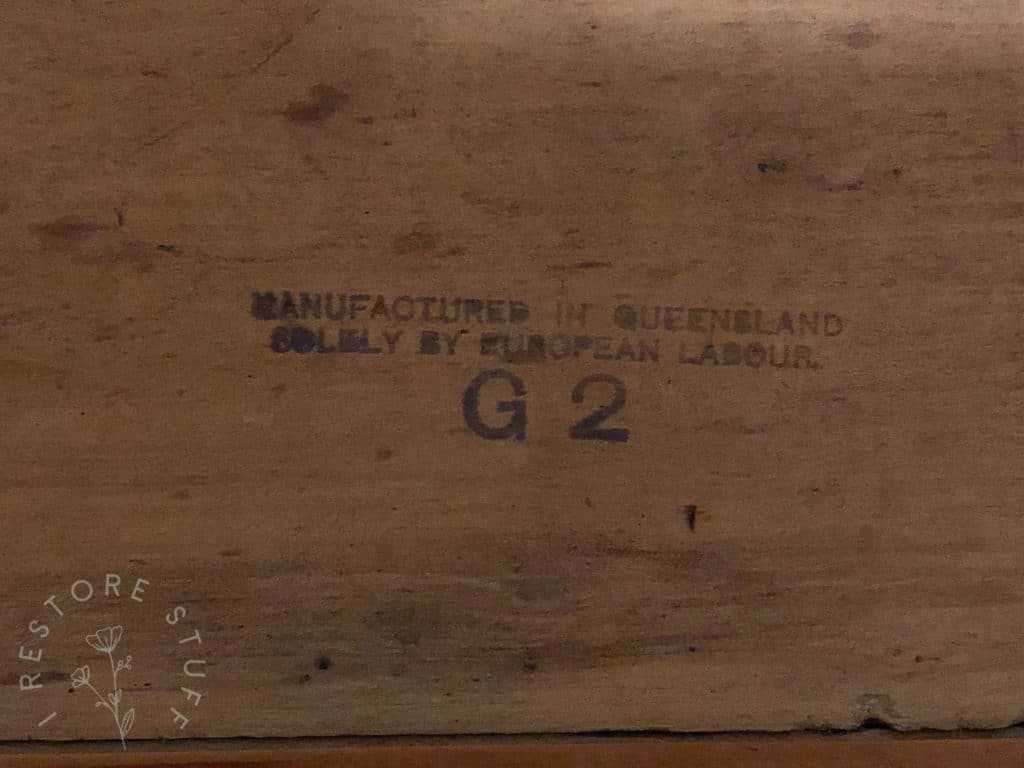 MANUFACTURED IN QUEENSLAND
SOLELY BY EUROPEAN LABOUR.
G 2
I RESTORE STUFF